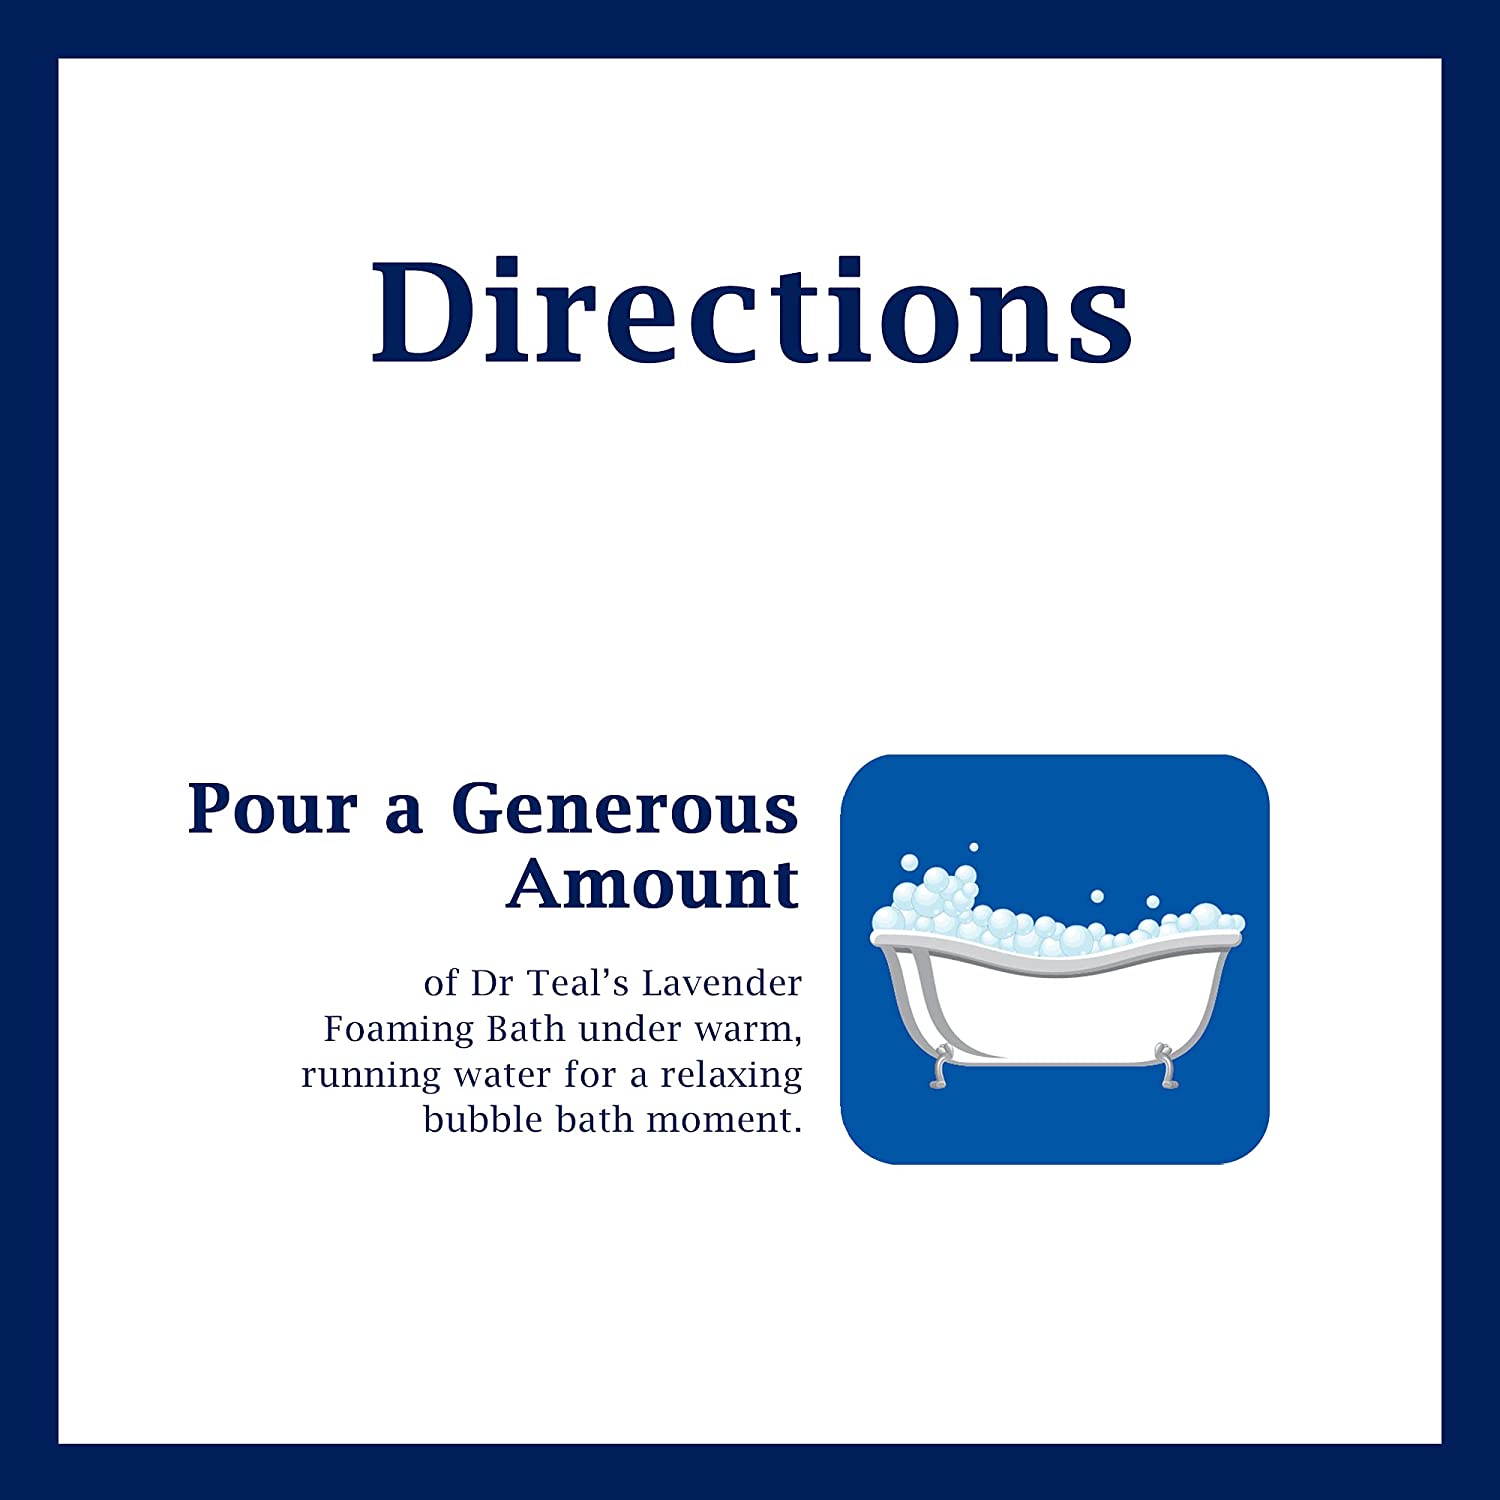 Directions
Pour a Generous
Amount
of Dr Teal’s Lavender
Foaming Bath under warm,
running water for a relaxing
bubble bath moment.